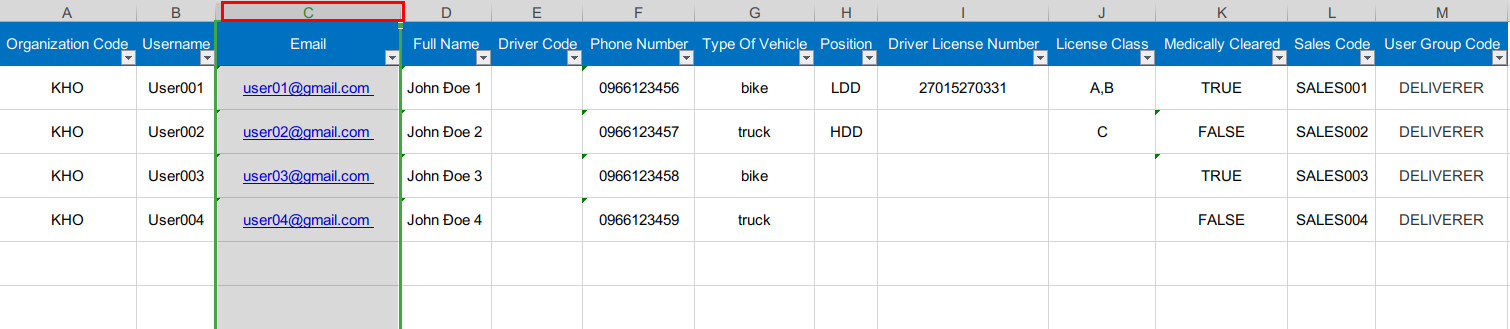 A B C D E F G H I J K L M
Organization Code Username Email Full Name Driver Code Phone Number Type Of Vehicle Position Driver License Number License Class Medically Cleared Sales Code User Group Code
KHO User001 user01@gmail.com John Đoe 1 0966123456 bike LDD 27015270331 A,B TRUE SALES001 DELIVERER
KHO User002 user02@gmail.com John Đoe 2 0966123457 truck HDD C FALSE SALES002 DELIVERER
KHO User003 user03@gmail.com John Đoe 3 0966123458 bike TRUE SALES003 DELIVERER
KHO User004 user04@gmail.com John Đoe 4 0966123459 truck FALSE SALES004 DELIVERER